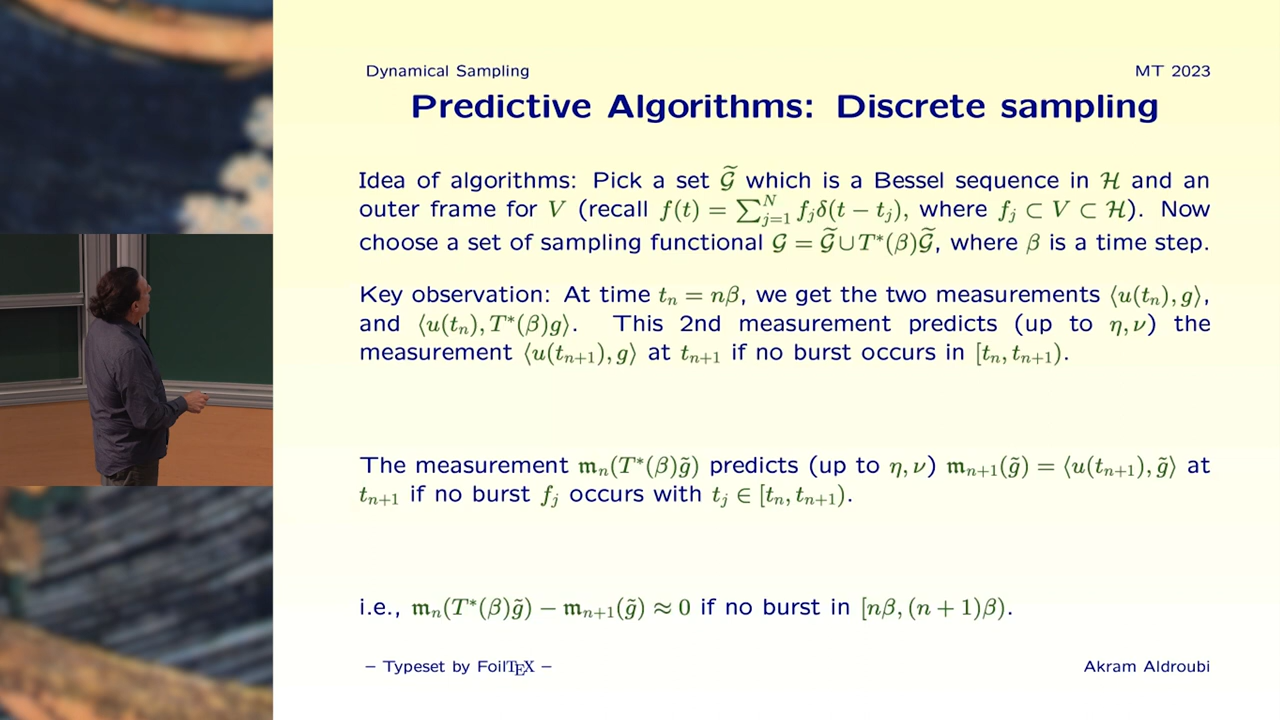 Dynamical Sampling MT 2023
Predictive Algorithms: Discrete sampling
Idea of algorithms: Pick a set 𝒢̃ which is a Bessel sequence in ℋ and an
outer frame for V (recall f(t) = ∑_{j=1}^{N} f_jδ(t − t_j), where f_j ⊂ V ⊂ ℋ). Now
choose a set of sampling functional 𝒢 = 𝒢̃ ∪ T*(β)𝒢̃, where β is a time step.
Key observation: At time t_n = nβ, we get the two measurements ⟨u(t_n), g⟩,
and ⟨u(t_n), T*(β)g⟩. This 2nd measurement predicts (up to η, ν) the
measurement ⟨u(t_{n+1}), g⟩ at t_{n+1} if no burst occurs in [t_n, t_{n+1}).
The measurement 𝔪_n(T*(β)g̃) predicts (up to η, ν) 𝔪_{n+1}(g̃) = ⟨u(t_{n+1}), g̃⟩ at
t_{n+1} if no burst f_j occurs with t_j ∈ [t_n, t_{n+1}).
i.e., 𝔪_n(T*(β)g̃) − 𝔪_{n+1}(g̃) ≈ 0 if no burst in [nβ, (n + 1)β).
– Typeset by FoilTEX – Akram Aldroubi